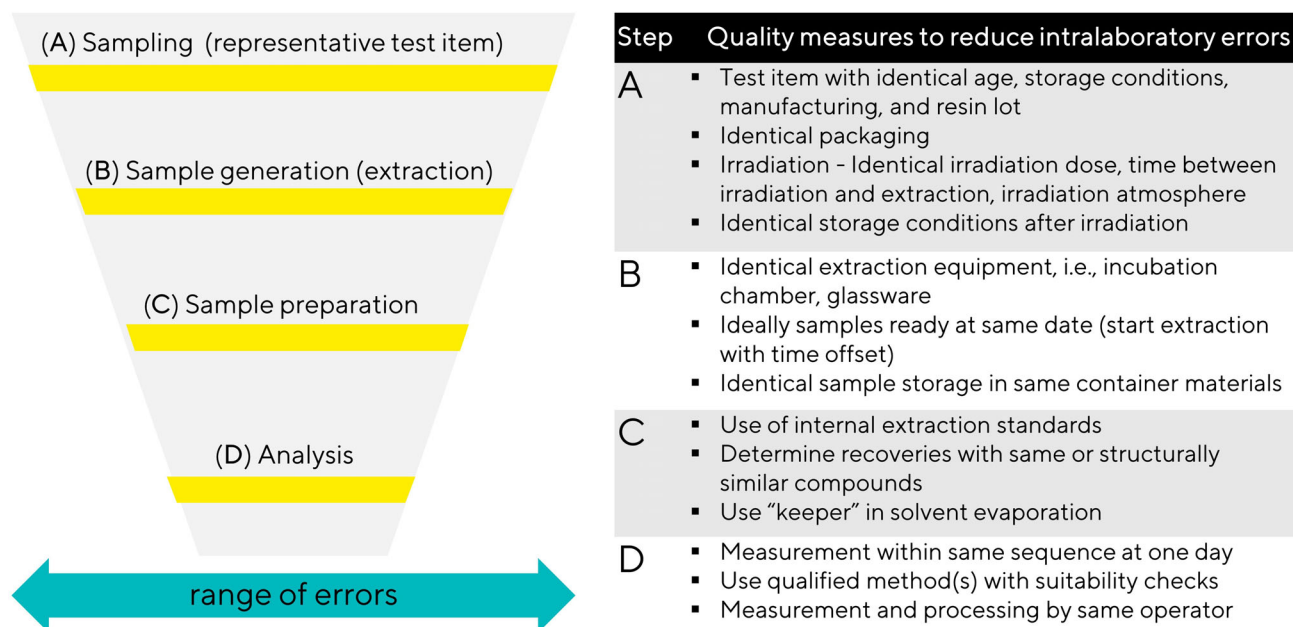 (A) Sampling (representative test item)
(B) Sample generation (extraction)
(C) Sample preparation
(D) Analysis
range of errors
Step Quality measures to reduce intralaboratory errors
A
▪ Test item with identical age, storage conditions,
manufacturing, and resin lot
▪ Identical packaging
▪ Irradiation - Identical irradiation dose, time between
irradiation and extraction, irradiation atmosphere
▪ Identical storage conditions after irradiation
B
▪ Identical extraction equipment, i.e., incubation
chamber, glassware
▪ Ideally samples ready at same date (start extraction
with time offset)
▪ Identical sample storage in same container materials
C
▪ Use of internal extraction standards
▪ Determine recoveries with same or structurally
similar compounds
▪ Use “keeper” in solvent evaporation
D
▪ Measurement within same sequence at one day
▪ Use qualified method(s) with suitability checks
▪ Measurement and processing by same operator